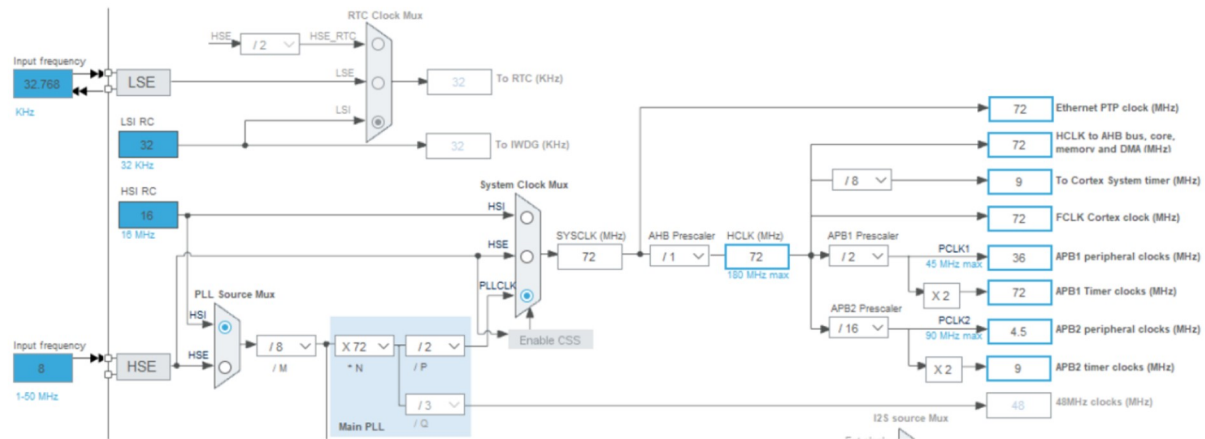 RTC Clock Mux
HSE
/ 2
HSE_RTC
Input frequency
32.768
KHz
LSE
LSE
32
To RTC (KHz)
LSI RC
LSI
32
32 KHz
32
To IWDG (KHz)
HSI RC
16
16 MHz
System Clock Mux
HSI
HSE
PLLCLK
SYSCLK (MHz)
72
AHB Prescaler
/ 1
HCLK (MHz)
72
180 MHz max
72
Ethernet PTP clock (MHz)
72
HCLK to AHB bus, core,
memory and DMA (MHz)
/ 8
9
To Cortex System timer (MHz)
72
FCLK Cortex clock (MHz)
APB1 Prescaler
/ 2
PCLK1
45 MHz max
36
APB1 peripheral clocks (MHz)
X 2
72
APB1 Timer clocks (MHz)
APB2 Prescaler
/ 16
PCLK2
90 MHz max
4.5
APB2 peripheral clocks (MHz)
X 2
9
APB2 timer clocks (MHz)
PLL Source Mux
HSI
HSE
Input frequency
8
1-50 MHz
HSE
/ 8
/ M
X 72
* N
/ 2
/ P
/ 3
/ Q
Main PLL
Enable CSS
48
48MHz clocks (MHz)
I2S source Mux